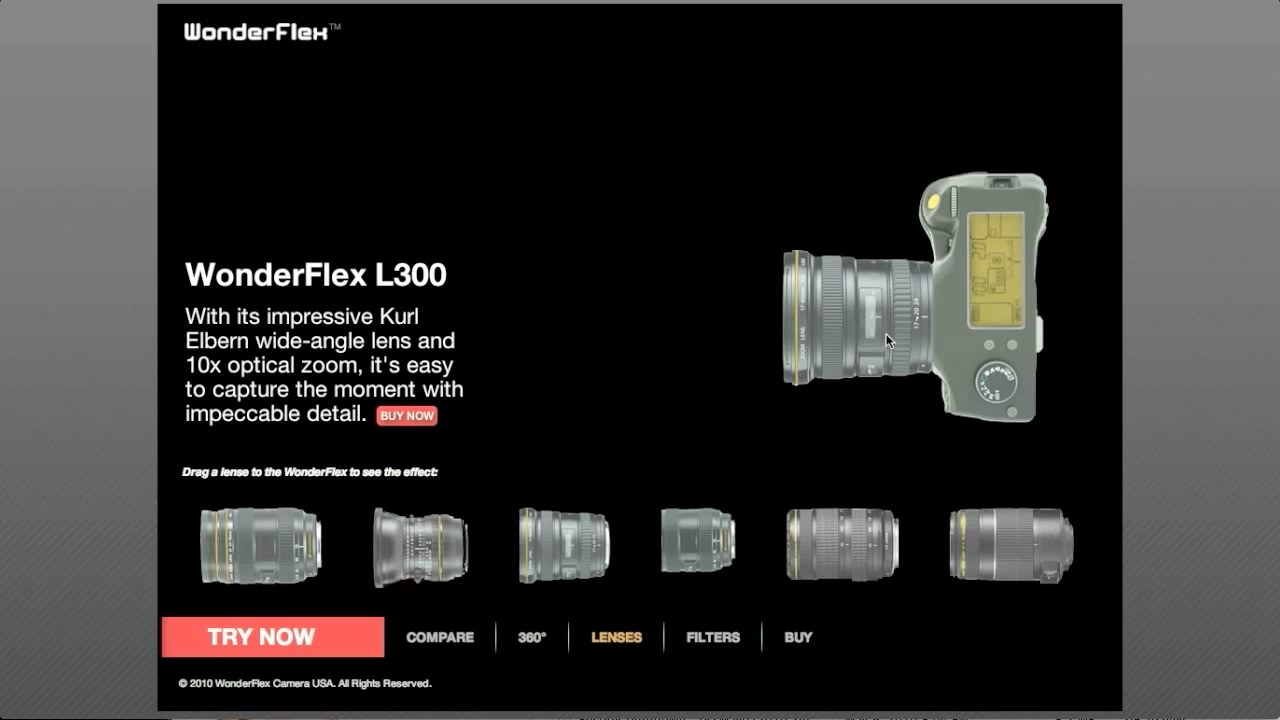 WonderFlex™
WonderFlex L300
With its impressive Kurl
Elbern wide-angle lens and
10x optical zoom, it's easy
to capture the moment with
impeccable detail. BUY NOW
Drag a lense to the WonderFlex to see the effect:
TRY NOW
COMPARE
360°
LENSES
FILTERS
BUY
© 2010 WonderFlex Camera USA. All Rights Reserved.